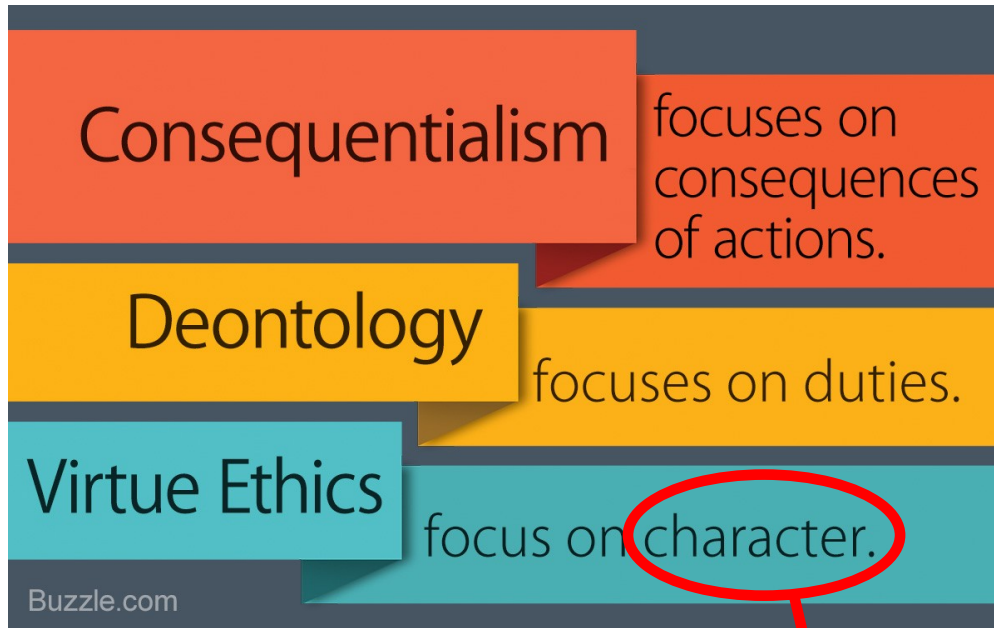 Consequentialism
focuses on
consequences
of actions.
Deontology
focuses on duties.
Virtue Ethics
focus on character.
Buzzle.com